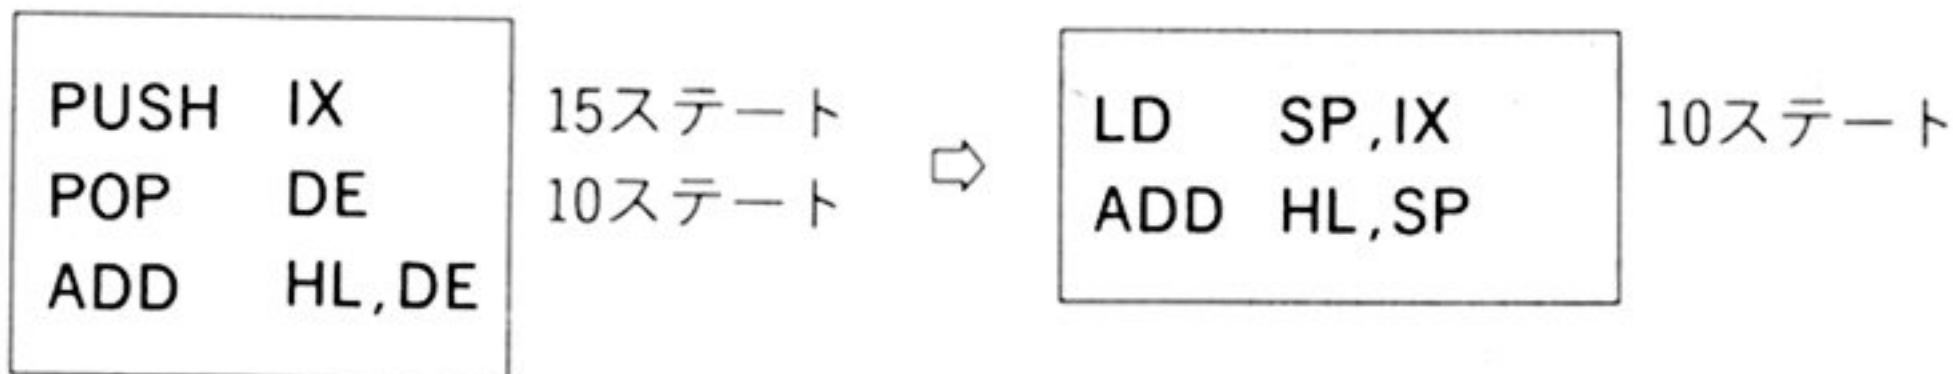 PUSH IX 15ステート
POP DE 10ステート
ADD HL,DE
⇨
LD SP,IX 10ステート
ADD HL,SP